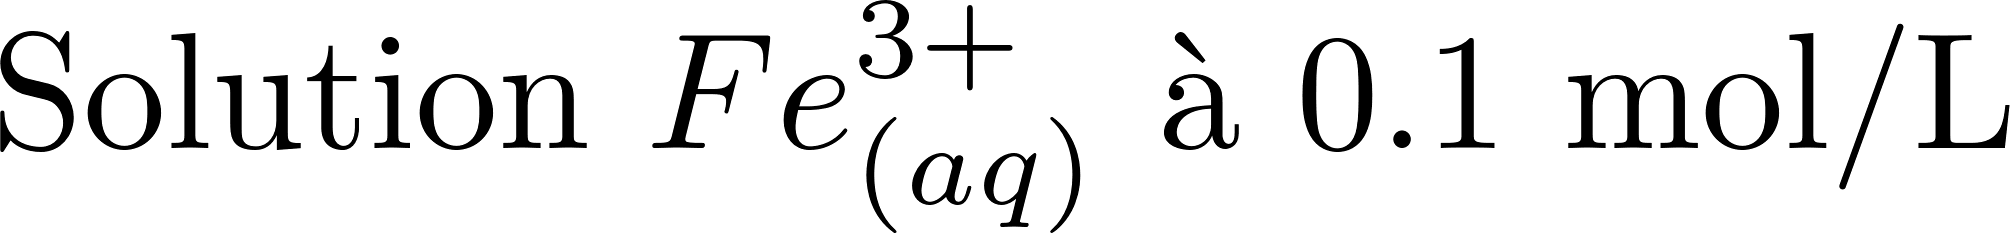 Solution $Fe^{3+}_{(aq)}$ à 0.1 mol/L